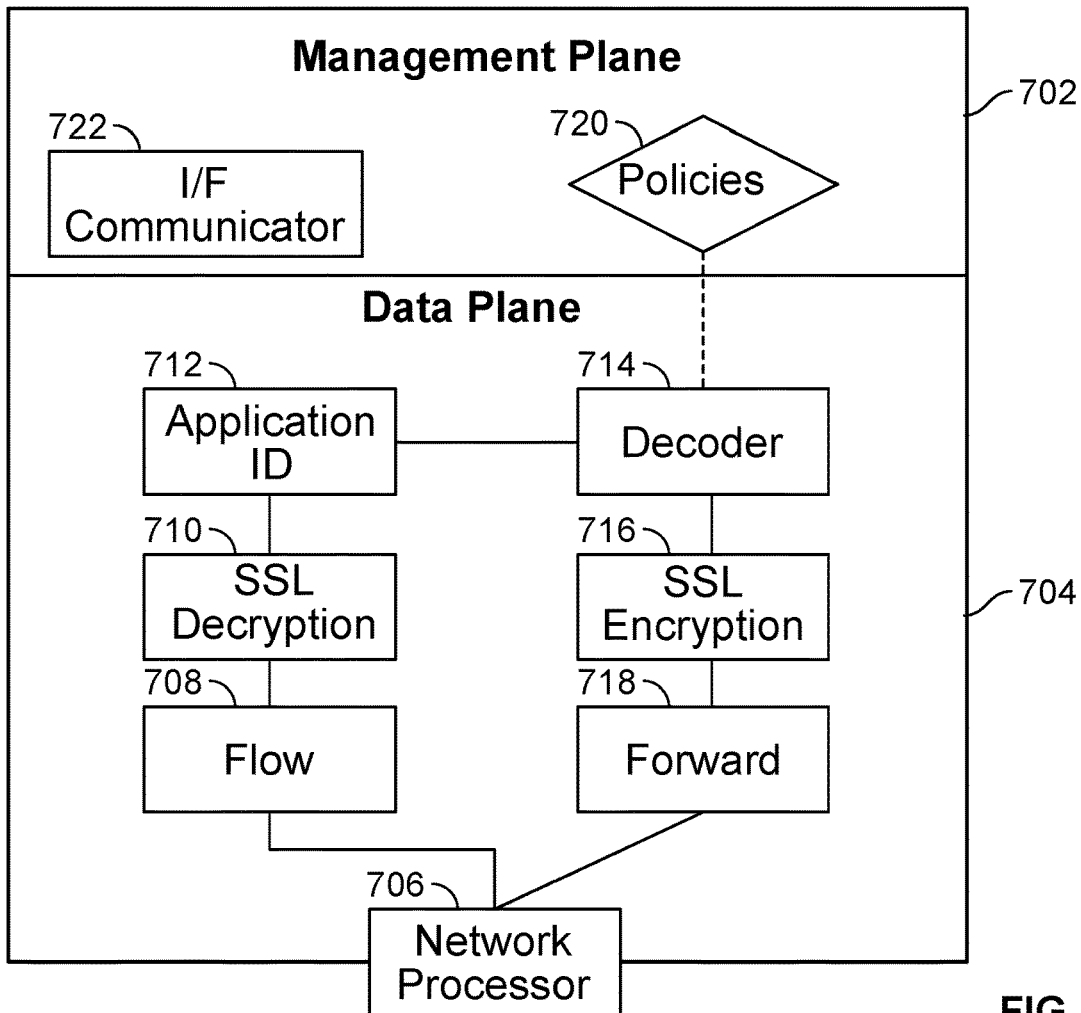 Management Plane
702
722
720
I/F
Communicator
Policies
Data Plane
712
714
Application
ID
Decoder
710
716
SSL
Decryption
SSL
Encryption
704
708
718
Flow
Forward
706
Network
Processor
FIG